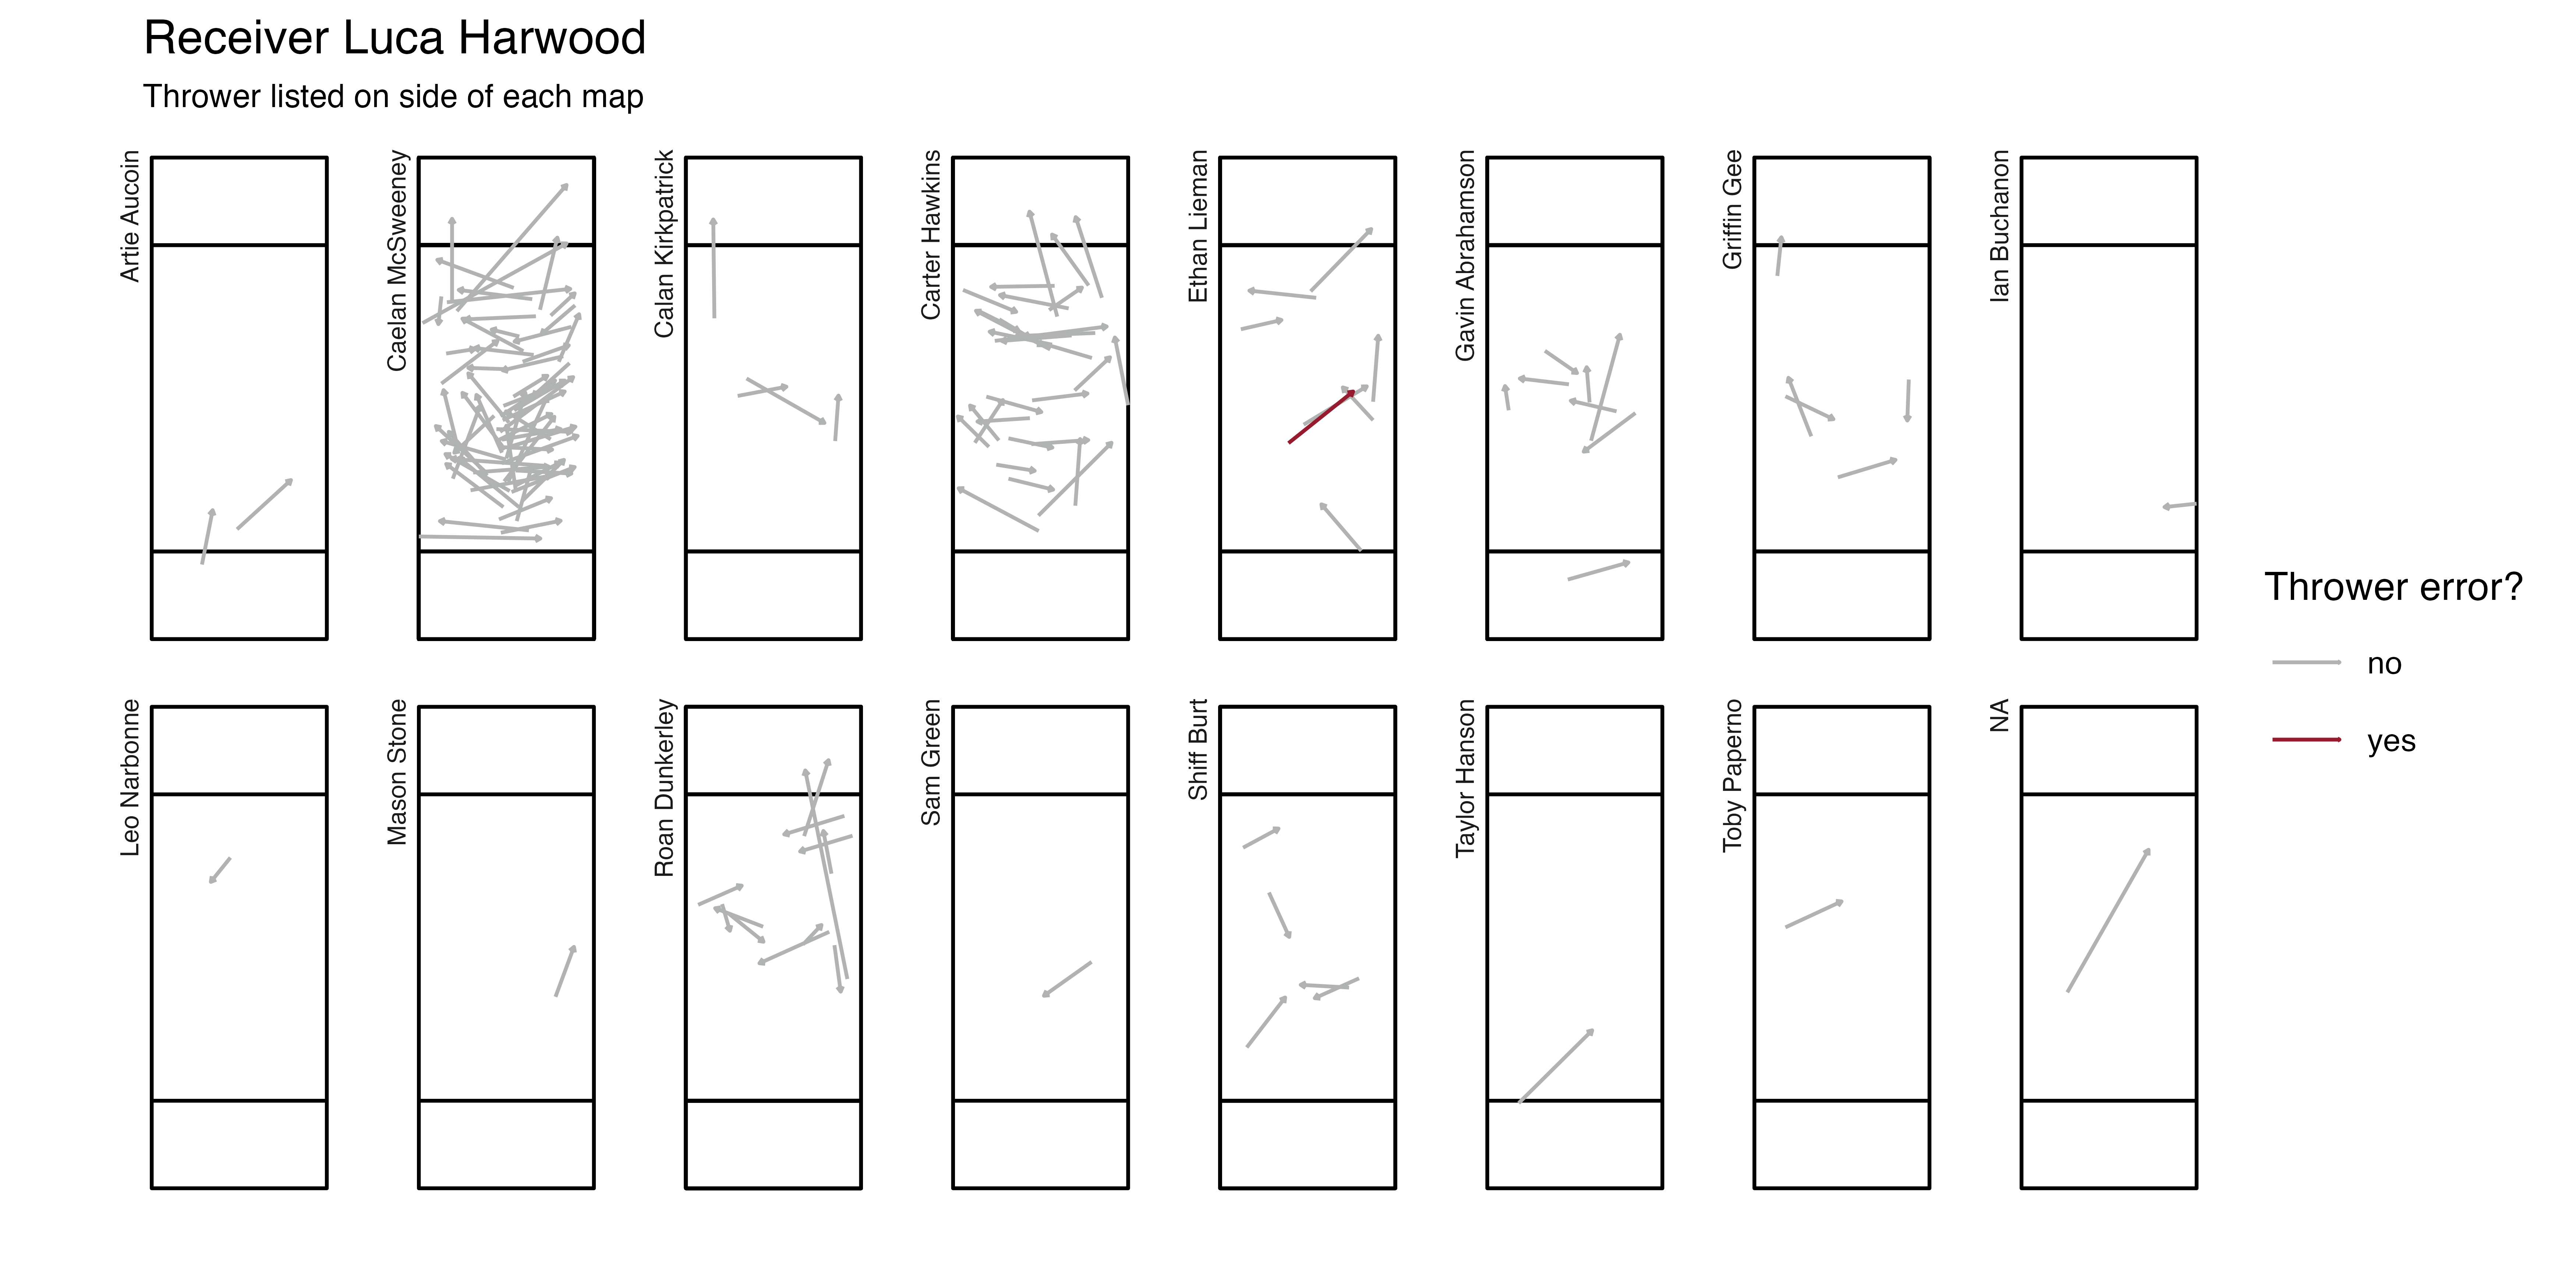 Receiver Luca Harwood
Thrower listed on side of each map
Artie Aucoin
Caelan McSweeney
Calan Kirkpatrick
Carter Hawkins
Ethan Lieman
Gavin Abrahamson
Griffin Gee
Ian Buchanon
Leo Narbonne
Mason Stone
Roan Dunkerley
Sam Green
Shiff Burt
Taylor Hanson
Toby Paperno
NA
Thrower error?
no
yes